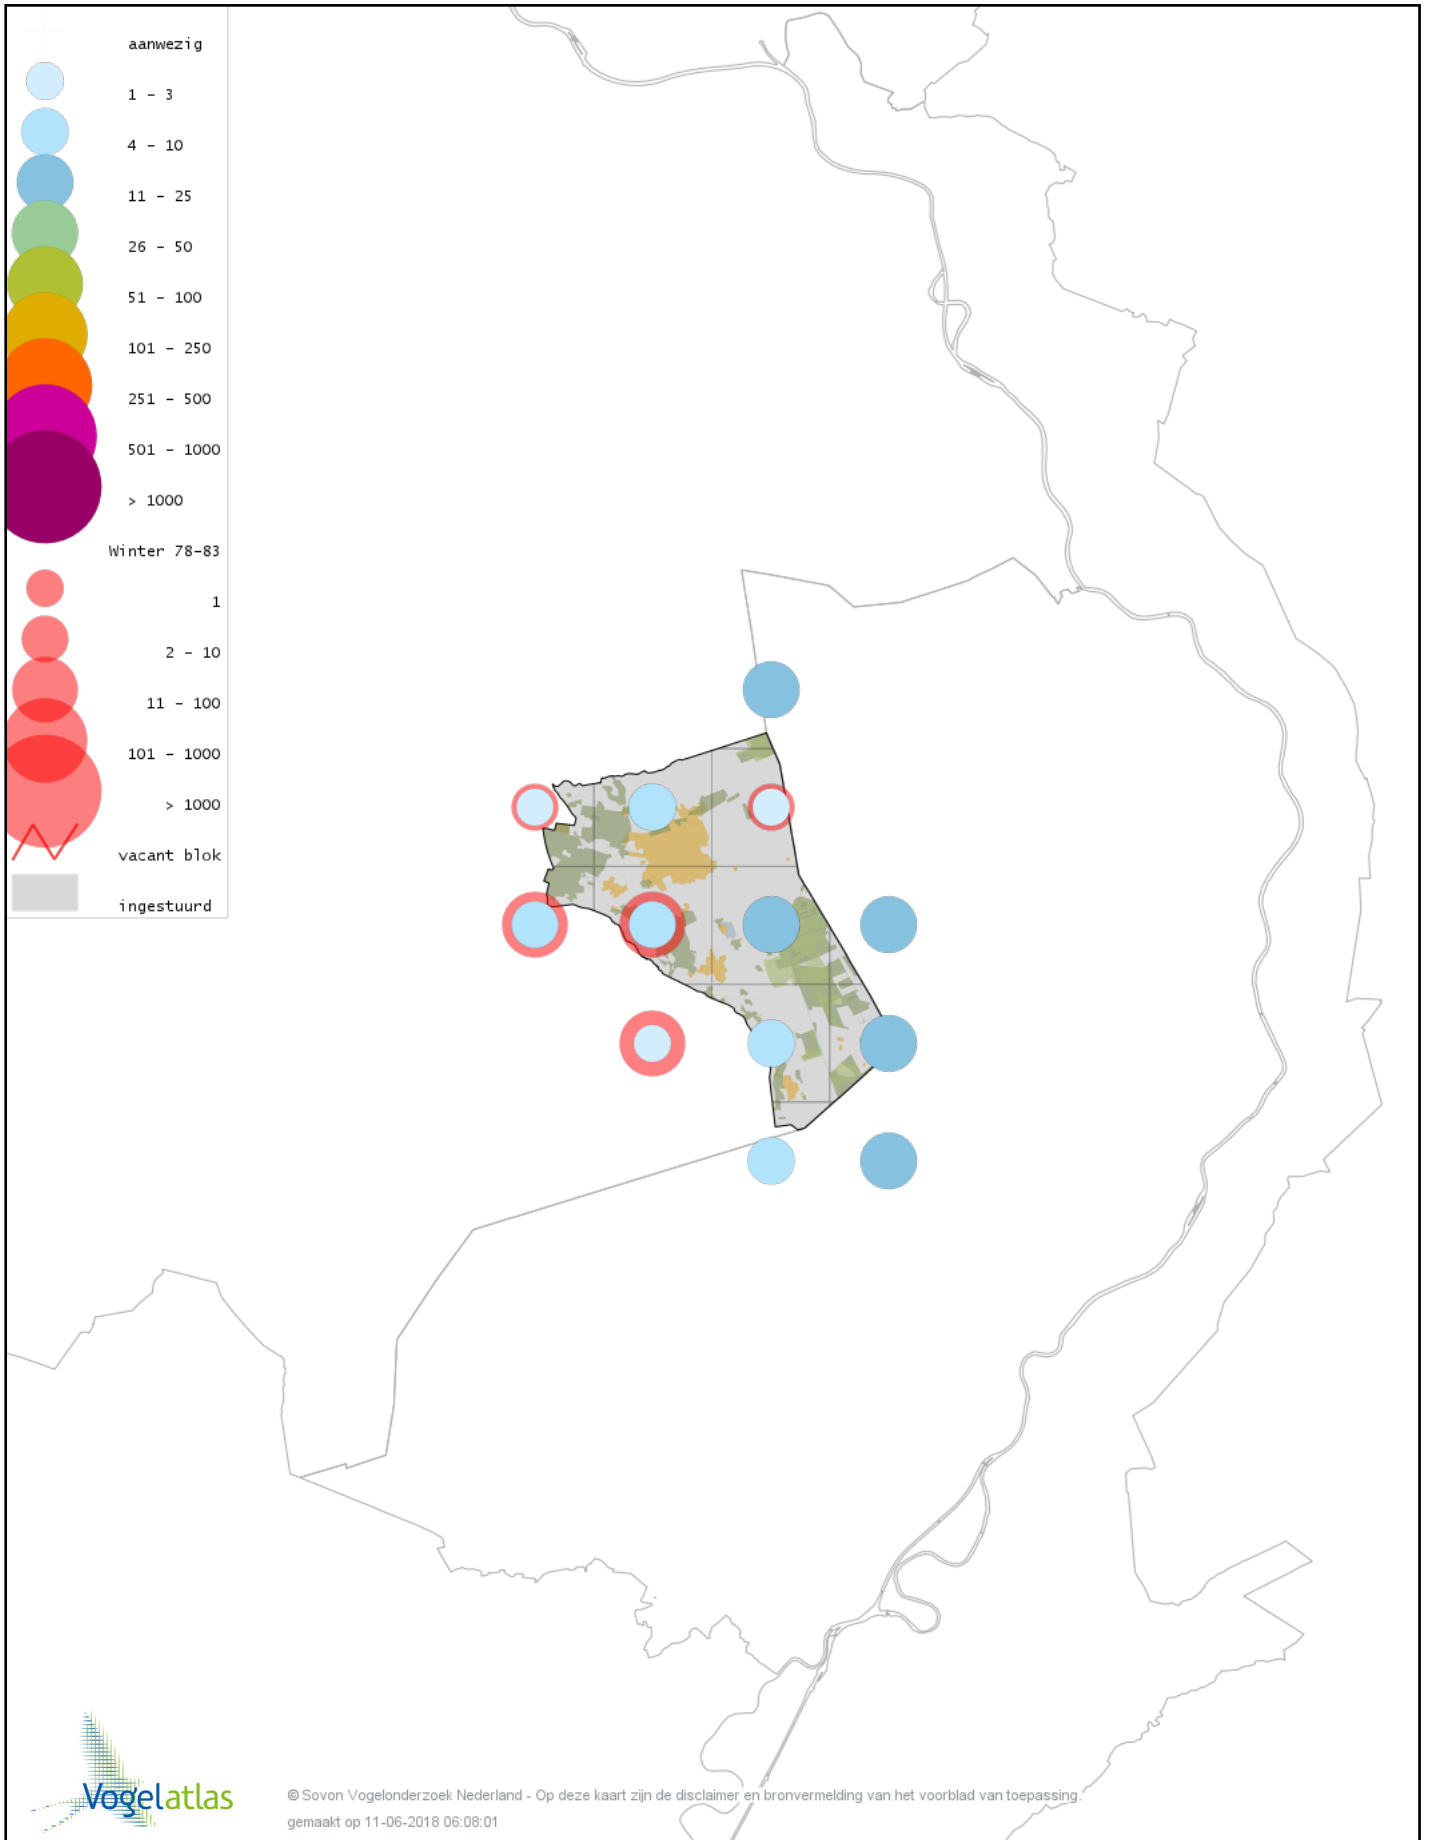 aanwezig
1 – 3
4 – 10
11 – 25
26 – 50
51 – 100
101 – 250
251 – 500
501 – 1000
> 1000
Winter 78–83
1
2 – 10
11 – 100
101 – 1000
> 1000
vacant blok
ingestuurd
Vogelatlas
© Sovon Vogelonderzoek Nederland - Op deze kaart zijn de disclaimer en bronvermelding van het voorblad van toepassing.
gemaakt op 11-06-2018 06:08:01